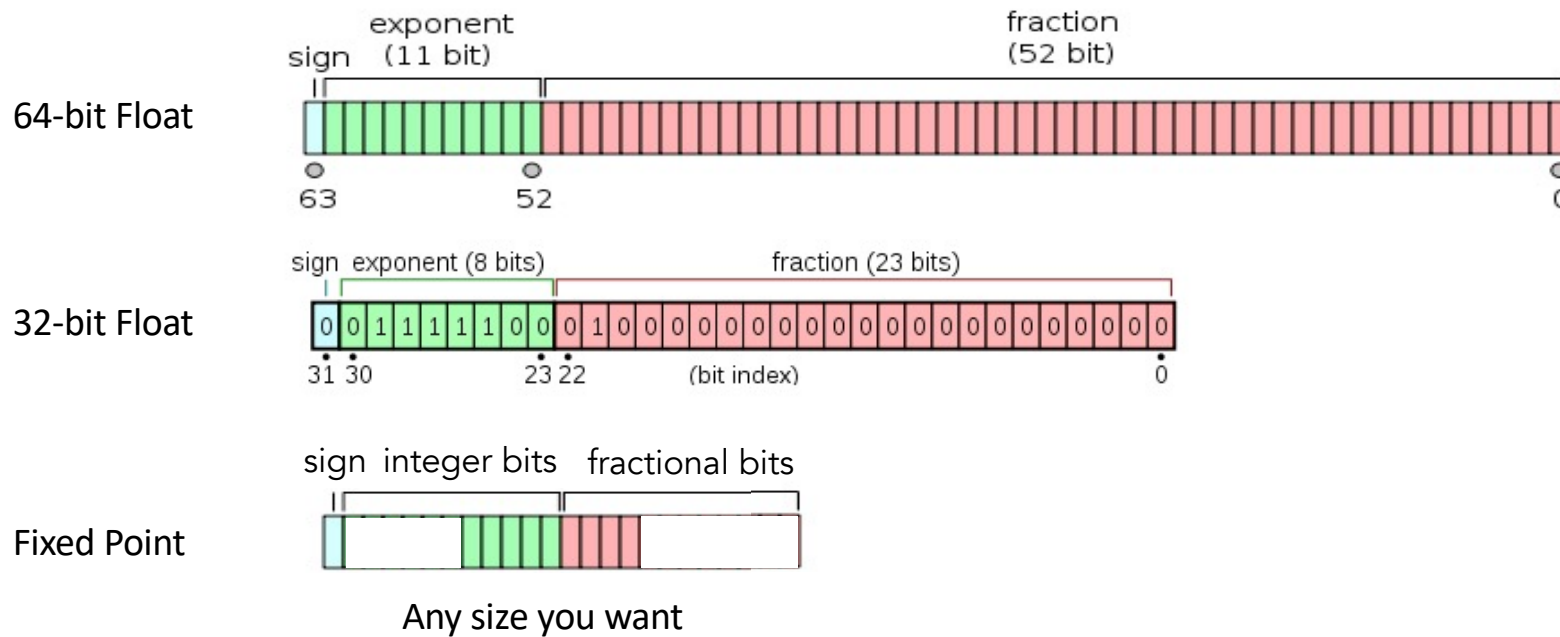 exponent
(11 bit)
fraction
(52 bit)
sign
64-bit Float
63
52
sign exponent (8 bits) fraction (23 bits)
32-bit Float
0 0 1 1 1 1 1 0 0 0 1 0 0 0 0 0 0 0 0 0 0 0 0 0 0 0 0 0 0 0 0 0
31 30 23 22 (bit index) 0
sign integer bits fractional bits
Fixed Point
Any size you want